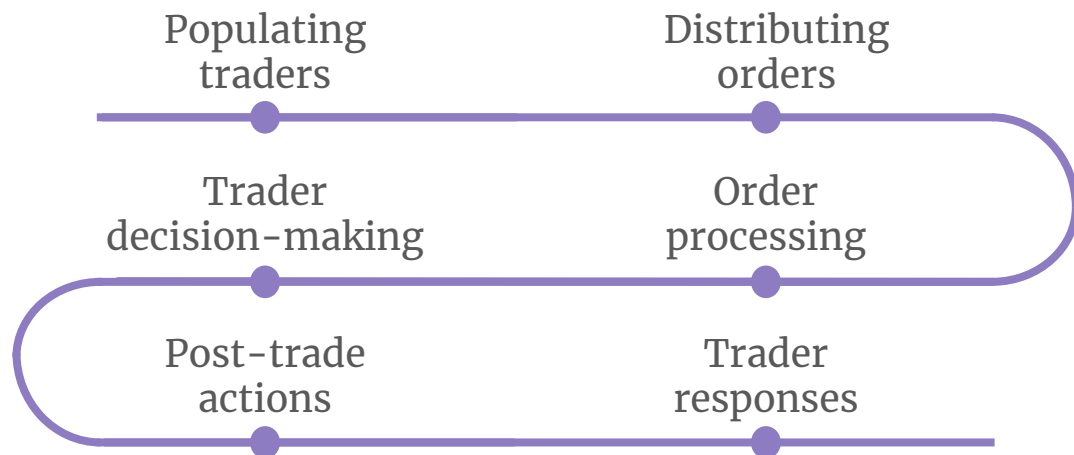 Populating
traders
Distributing
orders
Order
processing
Trader
decision-making
Post-trade
actions
Trader
responses